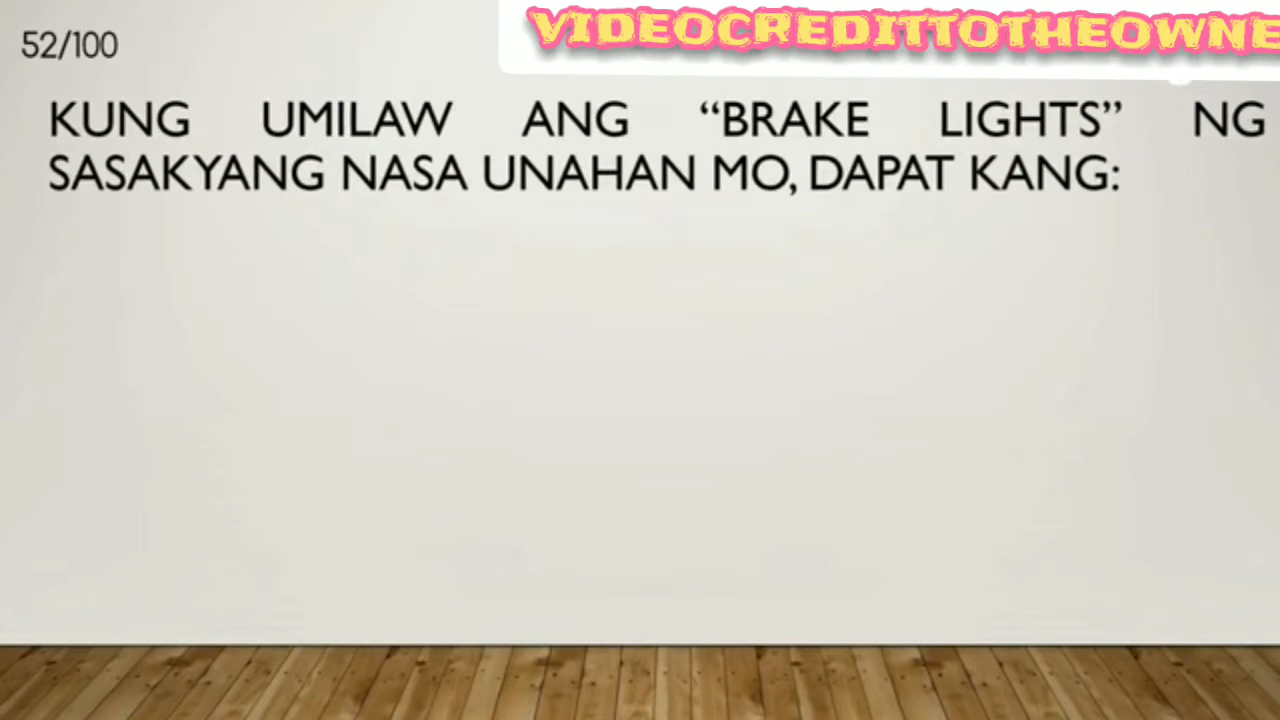 VIDEOCREDITTOTHEOWNE
52/100
KUNG UMILAW ANG “BRAKE LIGHTS” NG
SASAKYANG NASA UNAHAN MO, DAPAT KANG: